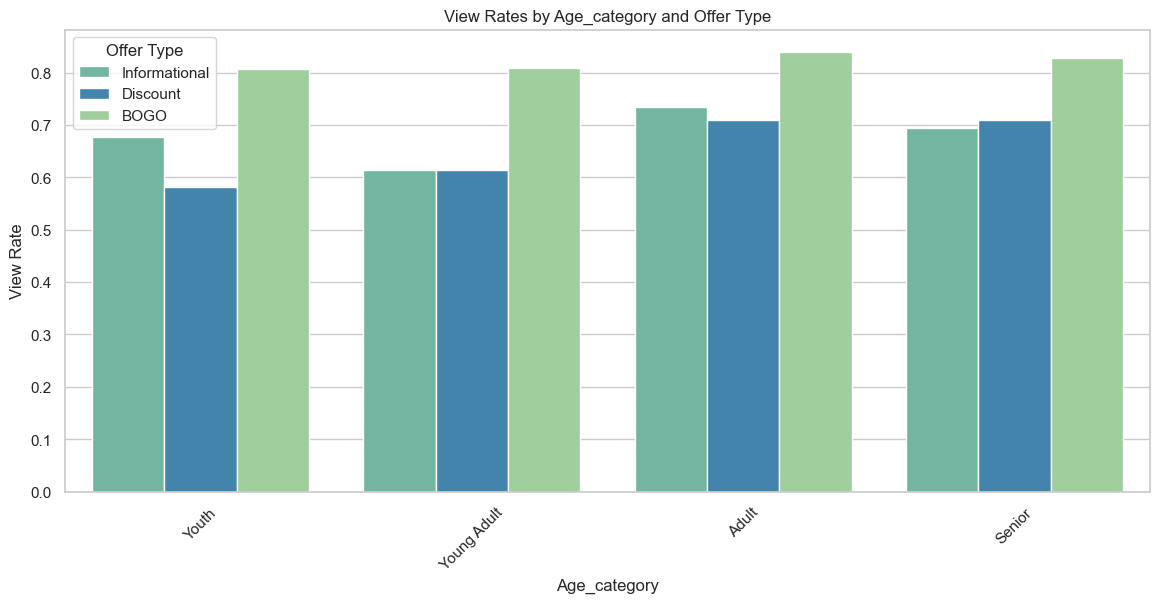 View Rates by Age_category and Offer Type
Offer Type
Informational
Discount
BOGO
View Rate
0.8
0.7
0.6
0.5
0.4
0.3
0.2
0.1
0.0
Youth
Young Adult
Adult
Senior
Age_category